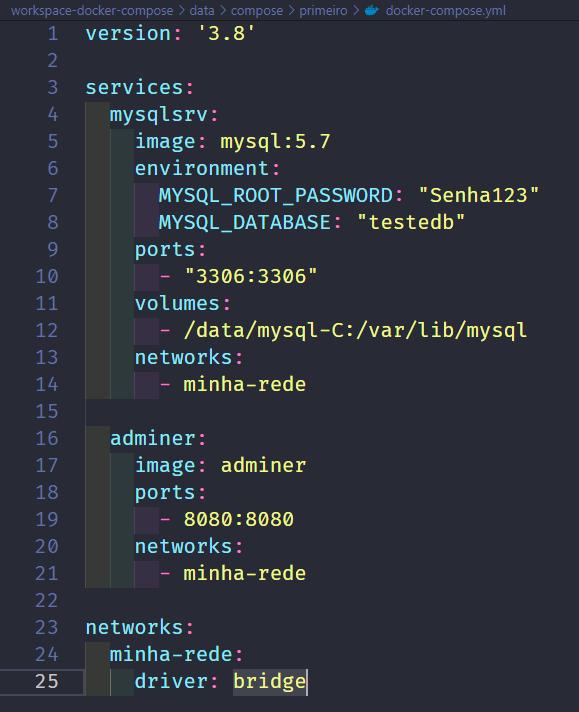 workspace-docker-compose > data > compose > primeiro > docker-compose.yml
1 version: '3.8'
2
3 services:
4   mysqlsrv:
5     image: mysql:5.7
6     environment:
7       MYSQL_ROOT_PASSWORD: "Senha123"
8       MYSQL_DATABASE: "testedb"
9     ports:
10       - "3306:3306"
11     volumes:
12       - /data/mysql-C:/var/lib/mysql
13     networks:
14       - minha-rede
15
16   adminer:
17     image: adminer
18     ports:
19       - 8080:8080
20     networks:
21       - minha-rede
22
23 networks:
24   minha-rede:
25     driver: bridge